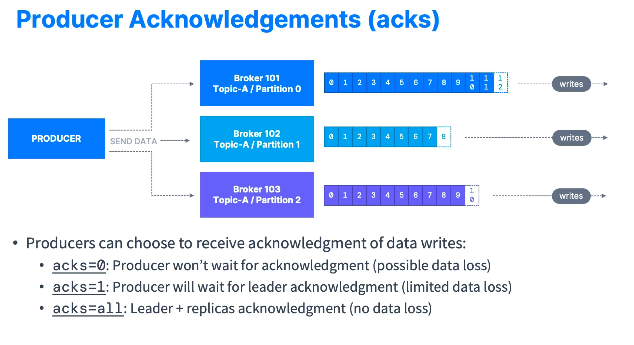 Producer Acknowledgements (acks)
Broker 101
Topic-A / Partition 0
0 1 2 3 4 5 6 7 8 9 10 11 12
writes
PRODUCER
SEND DATA
Broker 102
Topic-A / Partition 1
0 1 2 3 4 5 6 7 8
writes
Broker 103
Topic-A / Partition 2
0 1 2 3 4 5 6 7 8 9 10
writes
• Producers can choose to receive acknowledgment of data writes:
• acks=0: Producer won't wait for acknowledgment (possible data loss)
• acks=1: Producer will wait for leader acknowledgment (limited data loss)
• acks=all: Leader + replicas acknowledgment (no data loss)